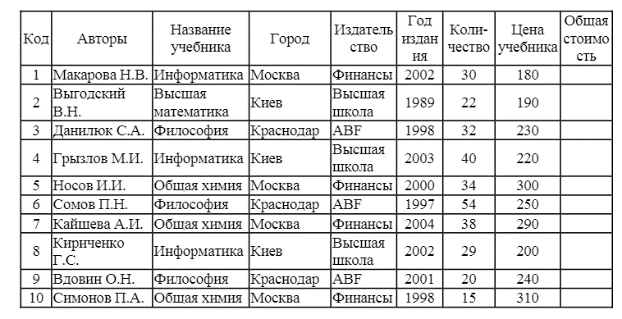 Код Авторы Название учебника Город Издатель ство Год издан ия Коли- чество Цена учебника Общая стоимо сть
1 Макарова Н.В. Информатика Москва Финансы 2002 30 180
2 Выгодский В.Н. Высшая математика Киев Высшая школа 1989 22 190
3 Данилюк С.А. Философия Краснодар ABF 1998 32 230
4 Грызлов М.И. Информатика Киев Высшая школа 2003 40 220
5 Носов И.И. Общая химия Москва Финансы 2000 34 300
6 Сомов П.Н. Философия Краснодар ABF 1997 54 250
7 Кайшева А.И. Общая химия Москва Финансы 2004 38 290
8 Кириченко Г.С. Информатика Киев Высшая школа 2002 29 200
9 Вдовин О.Н. Философия Краснодар ABF 2001 20 240
10 Симонов П.А. Общая химия Москва Финансы 1998 15 310